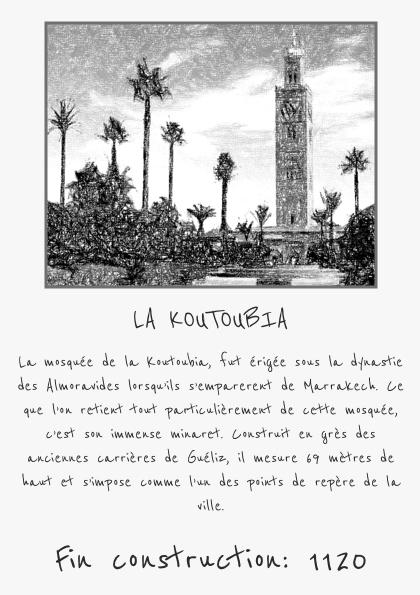 LA KOUTOUBIA
La mosquée de la Koutoubia, fut érigée sous la dynastie
des Almoravides lorsqu'ils s'emparerent de Marrakech. Ce
que l'on retient tout particulièrement de cette mosquée,
c'est son immense minaret. Construit en grès des
anciennes carrières de Guéliz, il mesure 69 mètres de
haut et s'impose comme l'un des points de repère de la
ville.
Fin construction: 1120